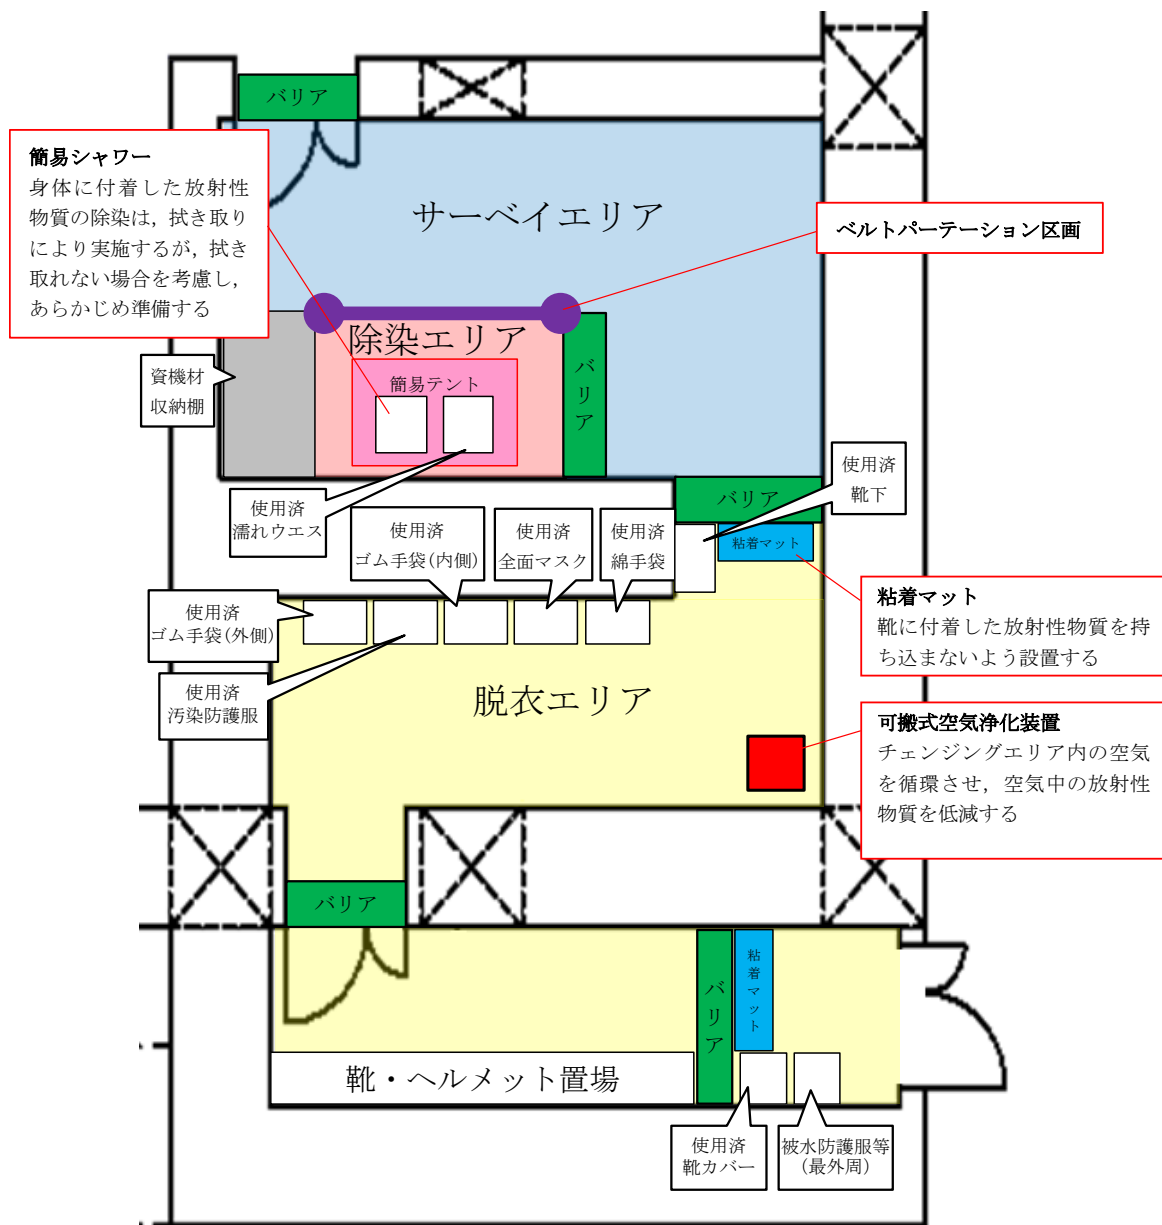 バリア
簡易シャワー
身体に付着した放射性
物質の除染は，拭き取り
により実施するが，拭き
取れない場合を考慮し，
あらかじめ準備する
サーベイエリア
ベルトパーテーション区画
除染エリア
簡易テント
バリア
資機材
収納棚
使用済
濡れウエス
使用済
ゴム手袋(内側)
使用済
全面マスク
使用済
綿手袋
バリア
使用済
靴下
粘着マット
粘着マット
靴に付着した放射性物質を持
ち込まないよう設置する
使用済
ゴム手袋(外側)
使用済
汚染防護服
脱衣エリア
可搬式空気浄化装置
チェンジングエリア内の空気
を循環させ，空気中の放射性
物質を低減する
バリア
バリア
粘着マット
靴・ヘルメット置場
使用済
靴カバー
被水防護服等
(最外周)